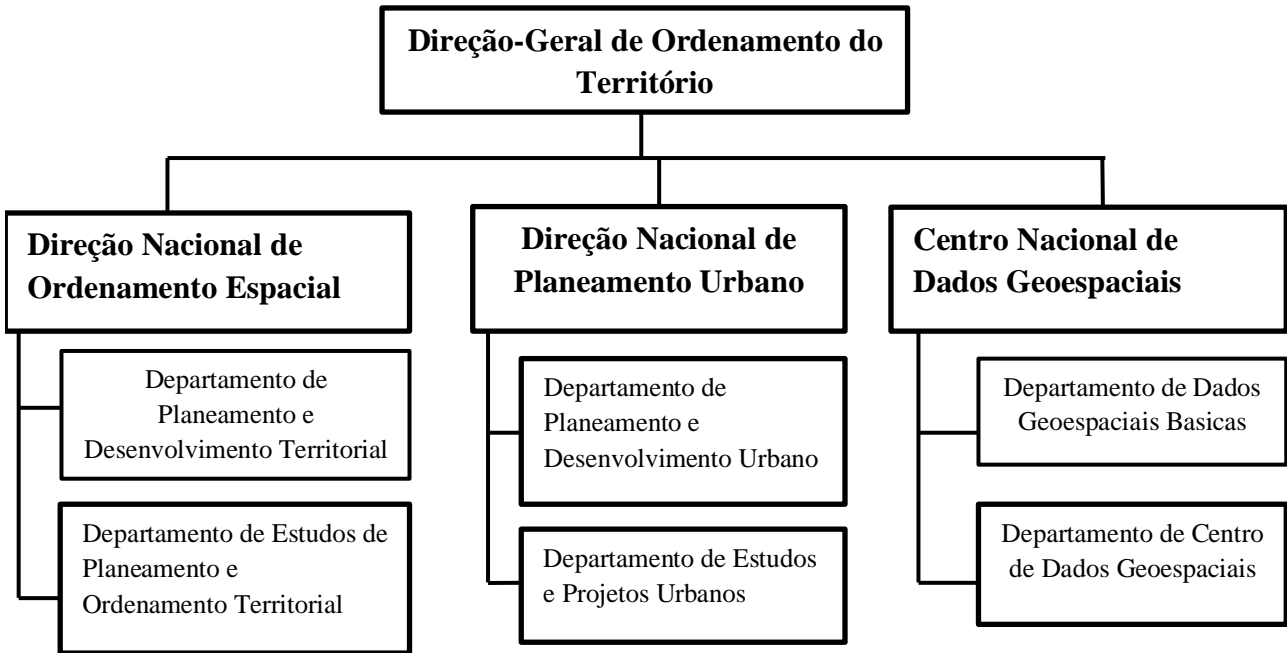 Direção-Geral de Ordenamento do
Território
Direção Nacional de
Ordenamento Espacial
Direção Nacional de
Planeamento Urbano
Centro Nacional de
Dados Geoespaciais
Departamento de
Planeamento e
Desenvolvimento Territorial
Departamento de Estudos de
Planeamento e
Ordenamento Territorial
Departamento de
Planeamento e
Desenvolvimento Urbano
Departamento de Estudos
e Projetos Urbanos
Departamento de Dados
Geoespaciais Basicas
Departamento de Centro
de Dados Geoespaciais